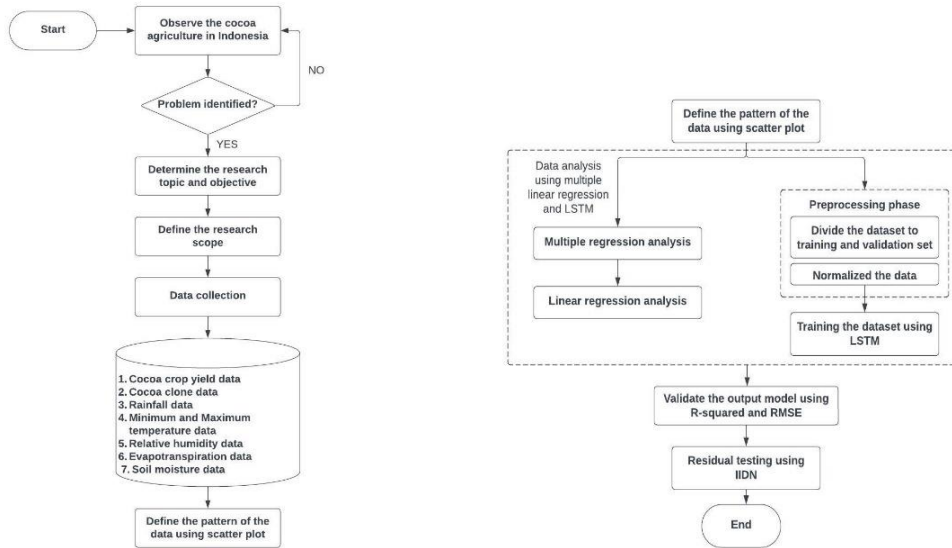 Start
Observe the cocoa
agriculture in Indonesia
NO
Problem identified?
YES
Determine the research
topic and objective
Define the research
scope
Data collection
1. Cocoa crop yield data
2. Cocoa clone data
3. Rainfall data
4. Minimum and Maximum
temperature data
5. Relative humidity data
6. Evapotranspiration data
7. Soil moisture data
Define the pattern of the
data using scatter plot
Define the pattern of the
data using scatter plot
Data analysis
using multiple
linear regression
and LSTM
Multiple regression analysis
Linear regression analysis
Preprocessing phase
Divide the dataset to
training and validation set
Normalized the data
Training the dataset using
LSTM
Validate the output model using
R-squared and RMSE
Residual testing using
IIDN
End